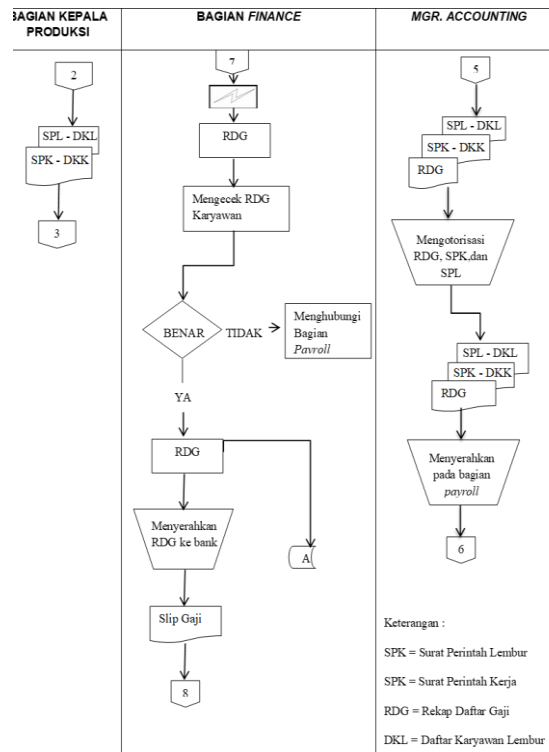 BAGIAN KEPALA
PRODUKSI
2
SPL - DKL
SPK - DKK
3
BAGIAN FINANCE
7
RDG
Mengecek RDG
Karyawan
BENAR
TIDAK
Menghubungi
Bagian
Payroll
YA
RDG
Menyerahkan
RDG ke bank
A
Slip Gaji
8
MGR. ACCOUNTING
5
SPL - DKL
SPK - DKK
RDG
Mengotorisasi
RDG, SPK,dan
SPL
SPL - DKL
SPK - DKK
RDG
Menyerahkan
pada bagian
payroll
6
Keterangan :
SPK = Surat Perintah Lembur
SPK = Surat Perintah Kerja
RDG = Rekap Daftar Gaji
DKL = Daftar Karyawan Lembur